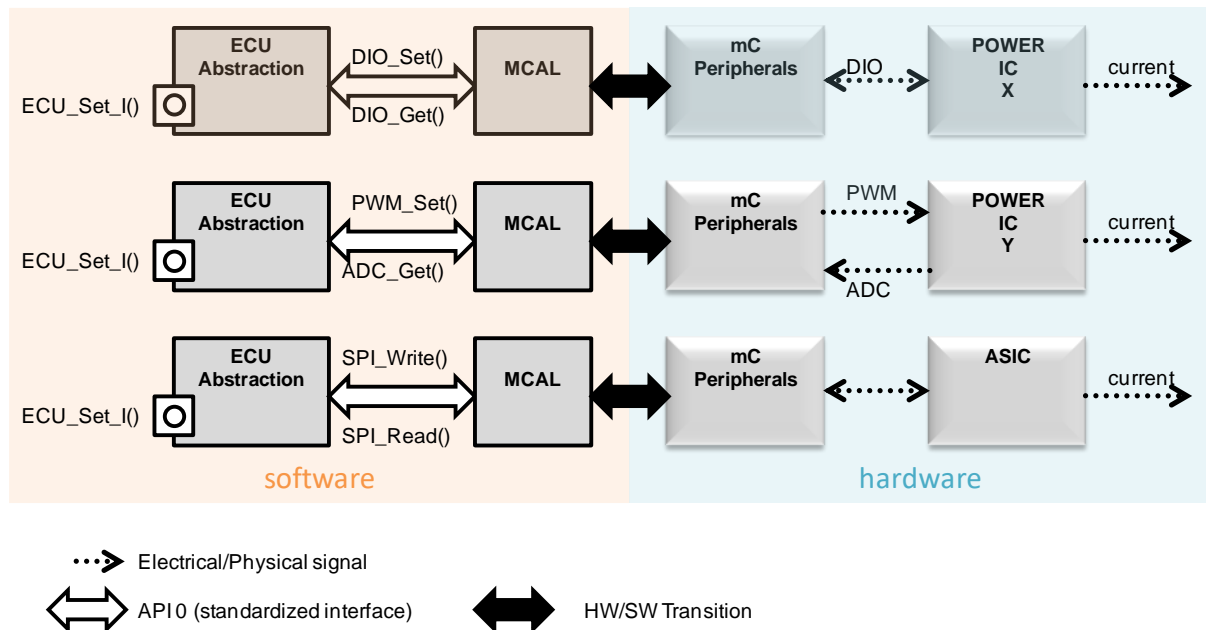 ECU
Abstraction
DIO_Set()
DIO_Get()
MCAL
mC
Peripherals
DIO
POWER
IC
X
current
ECU_Set_I()
ECU
Abstraction
PWM_Set()
ADC_Get()
MCAL
mC
Peripherals
PWM
ADC
POWER
IC
Y
current
ECU_Set_I()
ECU
Abstraction
SPI_Write()
SPI_Read()
MCAL
mC
Peripherals
ASIC
current
ECU_Set_I()
software
hardware
Electrical/Physical signal
API 0 (standardized interface)
HW/SW Transition